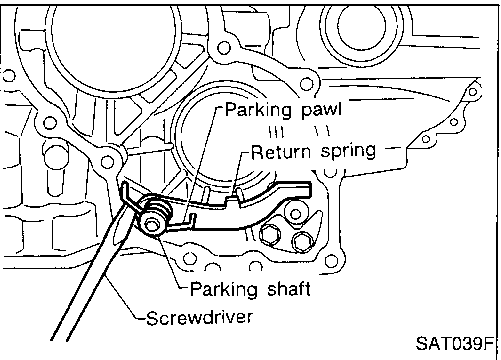 Parking pawl
Return spring
Parking shaft
Screwdriver
SAT039F